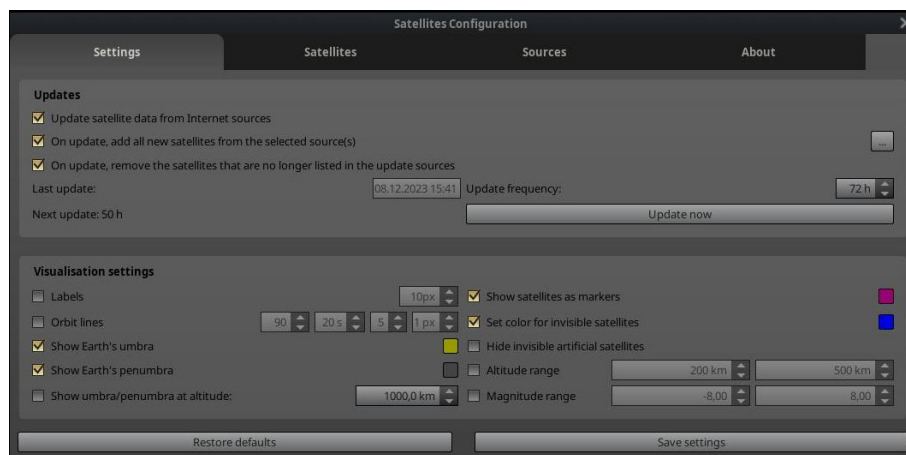 Satellites Configuration
Settings Satellites Sources About
Updates
Update satellite data from Internet sources
On update, add all new satellites from the selected source(s)
...
On update, remove the satellites that are no longer listed in the update sources
Last update: 08.12.2023 15:41 Update frequency: 72 h
Next update: 50 h Update now
Visualisation settings
Labels 10px Show satellites as markers
Orbit lines 90 20 s 5 1 px Set color for invisible satellites
Show Earth's umbra Hide invisible artificial satellites
Show Earth's penumbra Altitude range 200 km 500 km
Show umbra/penumbra at altitude: 1000,0 km Magnitude range -8,00 8,00
Restore defaults Save settings